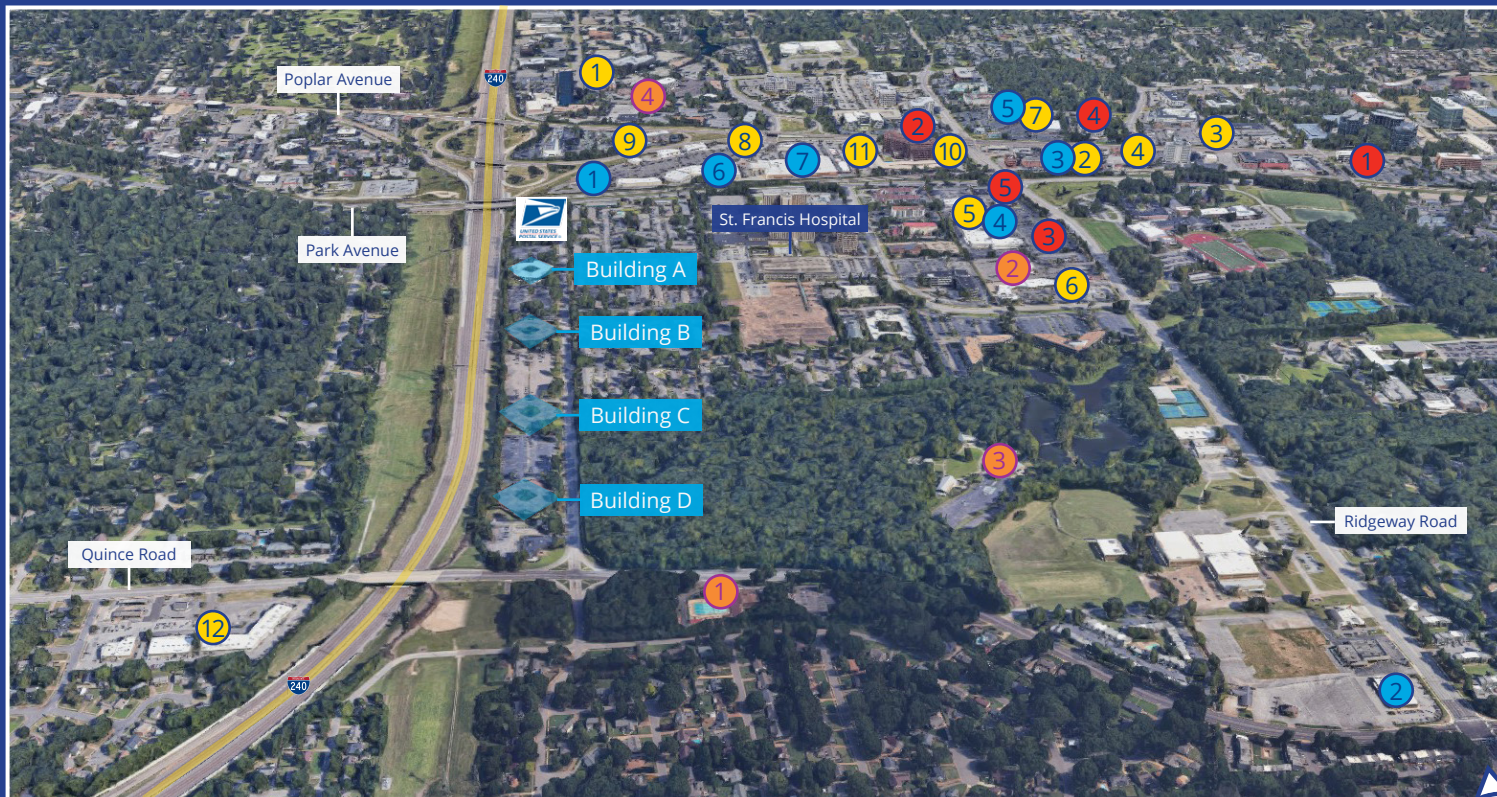 Poplar Avenue
240
1
4
5
7
4
2
3
9
8
11
10
3
2
4
1
1
6
7
UNITED STATES
POSTAL SERVICE
St. Francis Hospital
5
5
4
3
Park Avenue
Building A
2
6
Building B
Building C
3
Building D
Ridgeway Road
Quince Road
1
12
240
2